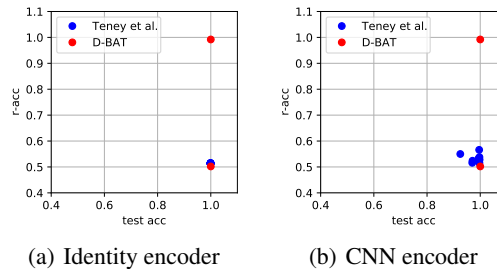 1.1
1.0
0.9
0.8
0.7
0.6
0.5
0.4
r-acc
Teney et al.
D-BAT
0.4 0.6 0.8 1.0
test acc
(a) Identity encoder
1.1
1.0
0.9
0.8
0.7
0.6
0.5
0.4
r-acc
Teney et al.
D-BAT
0.4 0.6 0.8 1.0
test acc
(b) CNN encoder